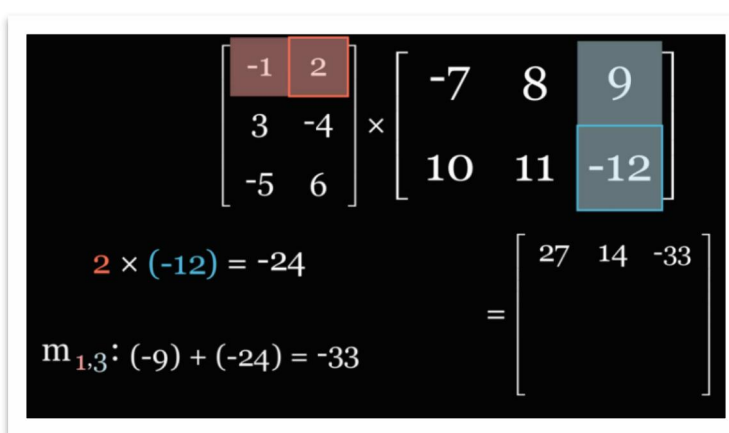 -1 2
3 -4
-5 6
×
-7 8 9
10 11 -12
2 × (-12) = -24
m1,3: (-9) + (-24) = -33
=
27 14 -33